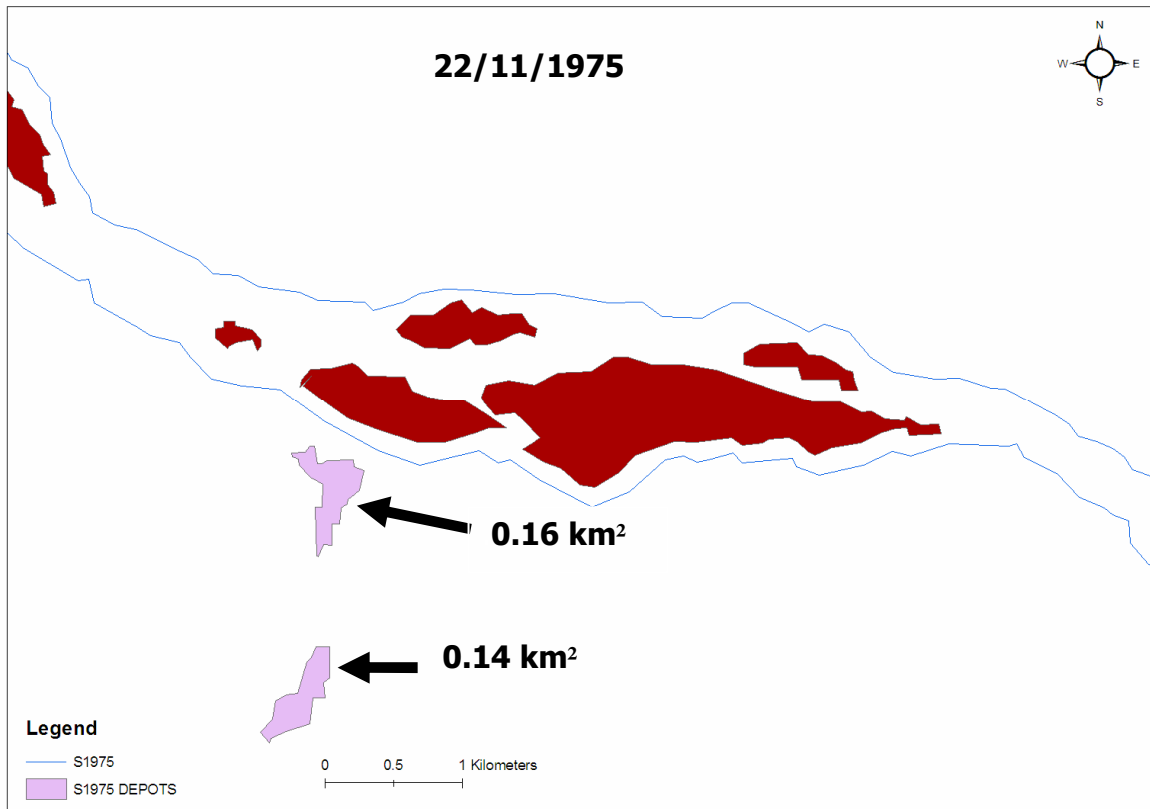 22/11/1975
N
W E
S
0.16 km²
0.14 km²
Legend
S1975
S1975 DEPOTS
0 0.5 1 Kilometers